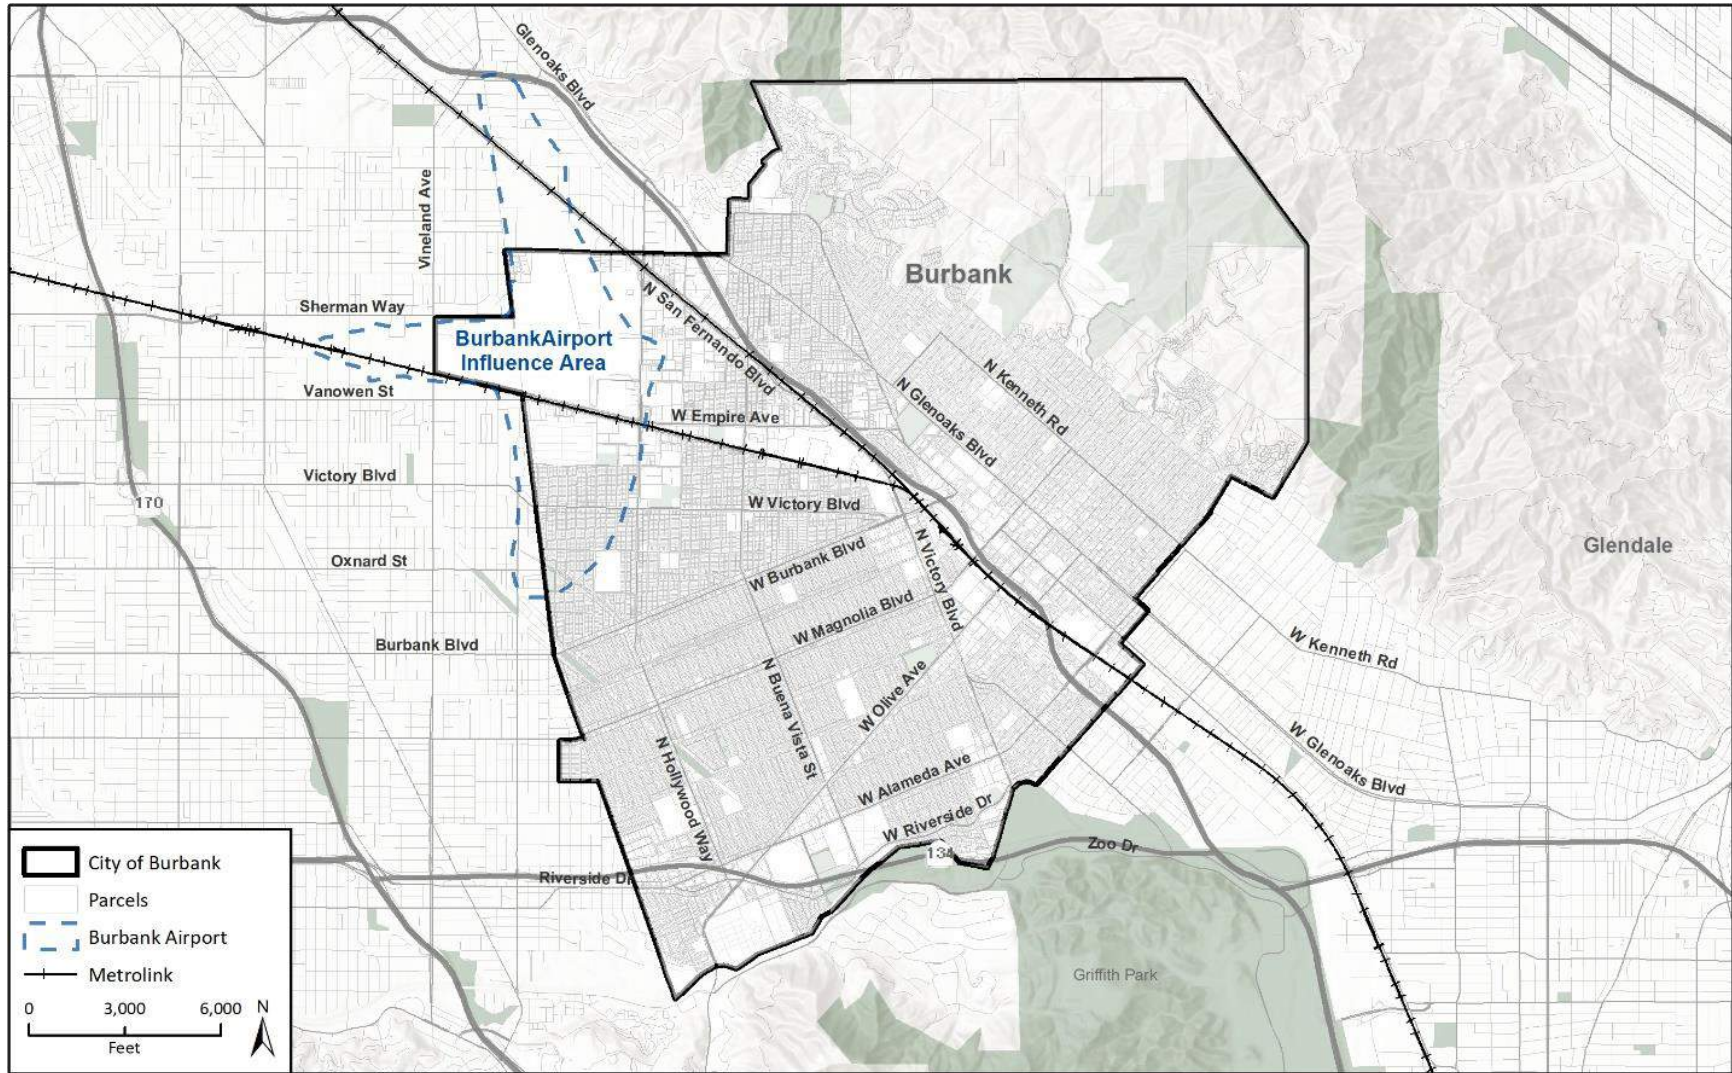 Glenoaks Blvd
Vineland Ave
Burbank
Sherman Way
BurbankAirport
Influence Area
N San Fernando Blvd
Vanowen St
W Empire Ave
N Kenneth Rd
N Glenoaks Blvd
Victory Blvd
170
W Victory Blvd
Glendale
Oxnard St
W Burbank Blvd
N Victory Blvd
W Magnolia Blvd
Burbank Blvd
W Kenneth Rd
N Buena Vista St
W Olive Ave
N Hollywood Way
W Glenoaks Blvd
W Alameda Ave
W Riverside Dr
134
Zoo Dr
Riverside Dr
Griffith Park
City of Burbank
Parcels
Burbank Airport
Metrolink
0 3,000 6,000
Feet
N